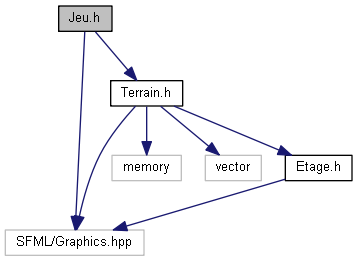 Jeu.h
Terrain.h
memory
vector
Etage.h
SFML/Graphics.hpp